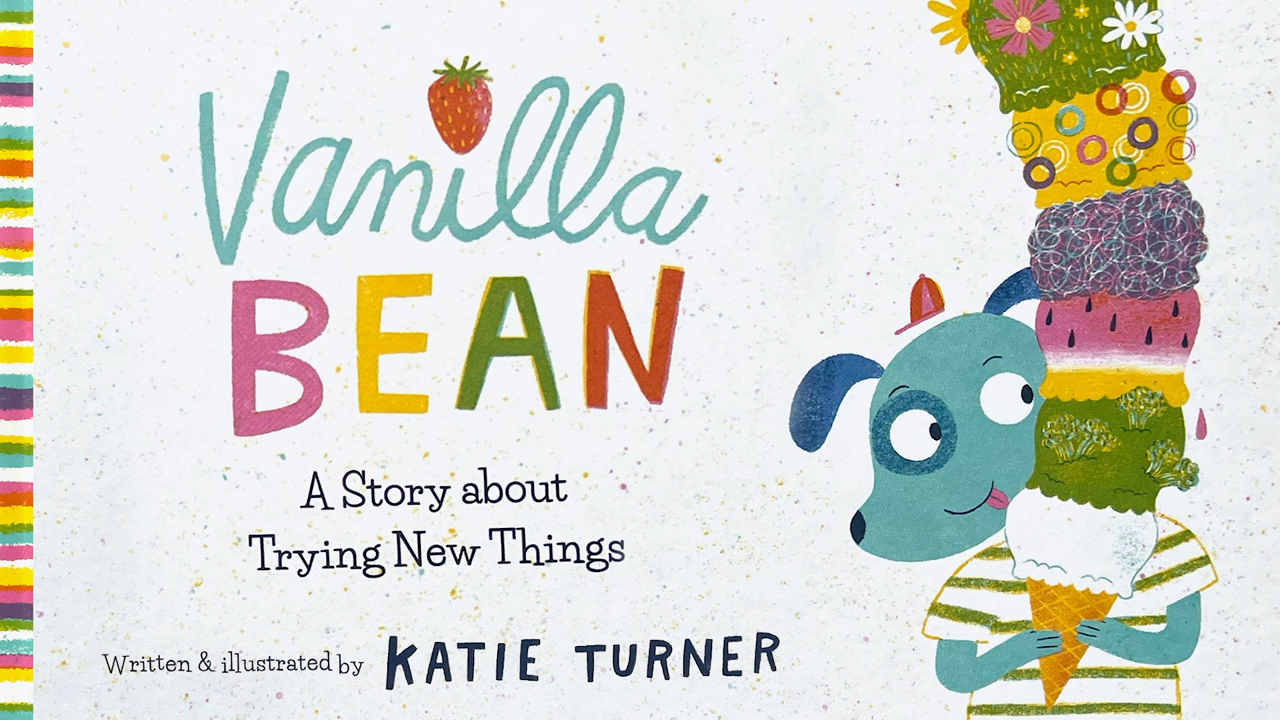 Vanilla
BEAN
A Story about
Trying New Things
Written & illustrated by KATIE TURNER